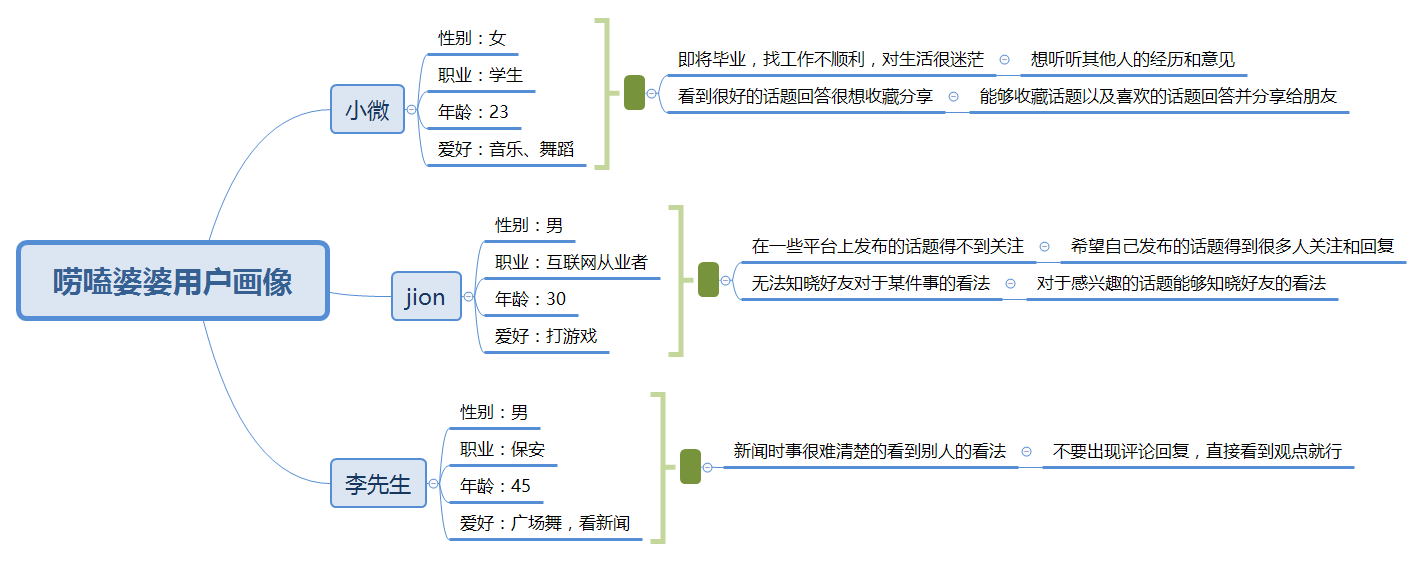 唠嗑婆婆用户画像
小微
性别：女
职业：学生
年龄：23
爱好：音乐、舞蹈
即将毕业，找工作不顺利，对生活很迷茫
想听听其他人的经历和意见
看到很好的话题回答很想收藏分享
能够收藏话题以及喜欢的话题回答并分享给朋友
jion
性别：男
职业：互联网从业者
年龄：30
爱好：打游戏
在一些平台上发布的话题得不到关注
希望自己发布的话题得到很多人关注和回复
无法知晓好友对于某件事的看法
对于感兴趣的话题能够知晓好友的看法
李先生
性别：男
职业：保安
年龄：45
爱好：广场舞，看新闻
新闻时事很难清楚的看到别人的看法
不要出现评论回复，直接看到观点就行